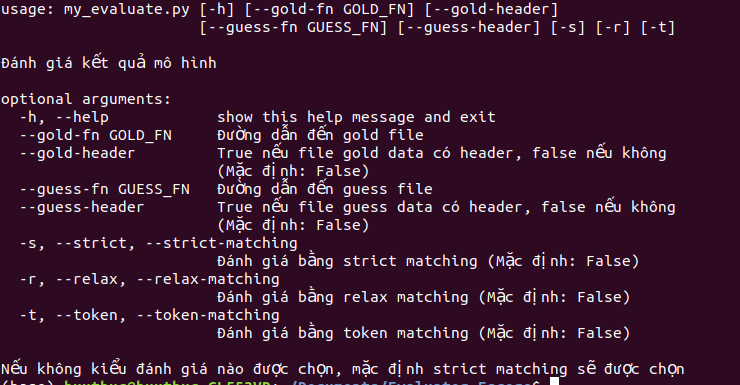 usage: my_evaluate.py [-h] [--gold-fn GOLD_FN] [--gold-header]
[--guess-fn GUESS_FN] [--guess-header] [-s] [-r] [-t]
Đánh giá kết quả mô hình
optional arguments:
-h, --help show this help message and exit
--gold-fn GOLD_FN Đường dẫn đến gold file
--gold-header True nếu file gold data có header, false nếu không
(Mặc định: False)
--guess-fn GUESS_FN Đường dẫn đến guess file
--guess-header True nếu file guess data có header, false nếu không
(Mặc định: False)
-s, --strict, --strict-matching
Đánh giá bằng strict matching (Mặc định: False)
-r, --relax, --relax-matching
Đánh giá bằng relax matching (Mặc định: False)
-t, --token, --token-matching
Đánh giá bằng token matching (Mặc định: False)
Nếu không kiểu đánh giá nào được chọn, mặc định strict matching sẽ được chọn